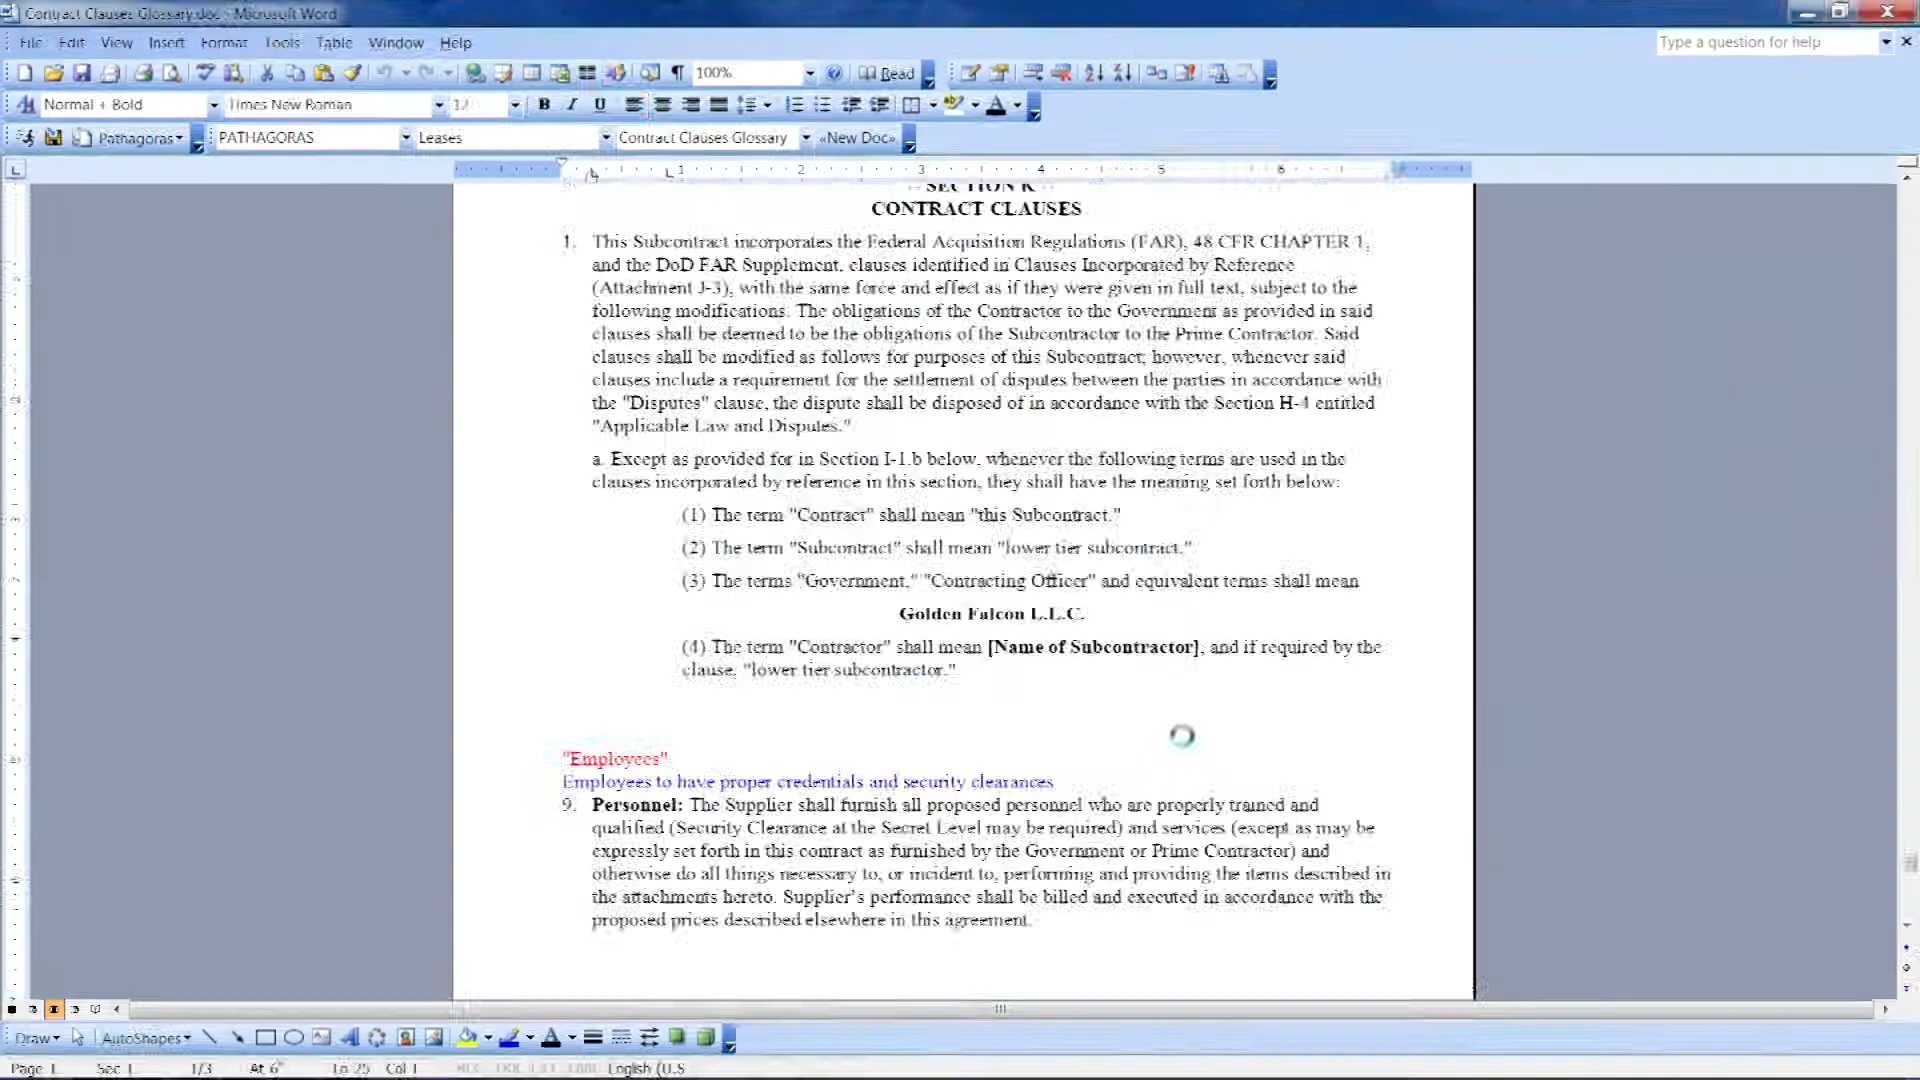 Contract Clauses Glossary.doc - Microsoft Word
File Edit View Insert Format Tools Table Window Help
Type a question for help
100%
Read
Normal + Bold
Times New Roman
12
B I U
Pathagoras
PATHAGORAS
Leases
Contract Clauses Glossary
«New Doc»
1 2 3 4 5 6
SECTION K
CONTRACT CLAUSES
1. This Subcontract incorporates the Federal Acquisition Regulations (FAR), 48 CFR CHAPTER 1,
and the DoD FAR Supplement, clauses identified in Clauses Incorporated by Reference
(Attachment J-3), with the same force and effect as if they were given in full text, subject to the
following modifications. The obligations of the Contractor to the Government as provided in said
clauses shall be deemed to be the obligations of the Subcontractor to the Prime Contractor. Said
clauses shall be modified as follows for purposes of this Subcontract; however, whenever said
clauses include a requirement for the settlement of disputes between the parties in accordance with
the "Disputes" clause, the dispute shall be disposed of in accordance with the Section H-4 entitled
"Applicable Law and Disputes."
a. Except as provided for in Section I-1.b below, whenever the following terms are used in the
clauses incorporated by reference in this section, they shall have the meaning set forth below:
(1) The term "Contract" shall mean "this Subcontract."
(2) The term "Subcontract" shall mean "lower tier subcontract."
(3) The terms "Government," "Contracting Officer" and equivalent terms shall mean
Golden Falcon L.L.C.
(4) The term "Contractor" shall mean [Name of Subcontractor], and if required by the
clause, "lower tier subcontractor."
"Employees"
Employees to have proper credentials and security clearances
9. Personnel: The Supplier shall furnish all proposed personnel who are properly trained and
qualified (Security Clearance at the Secret Level may be required) and services (except as may be
expressly set forth in this contract as furnished by the Government or Prime Contractor) and
otherwise do all things necessary to, or incident to, performing and providing the items described in
the attachments hereto. Supplier's performance shall be billed and executed in accordance with the
proposed prices described elsewhere in this agreement.
Draw AutoShapes
Page 1 Sec 1 1/3 At 6" Ln 25 Col 1 English (U.S